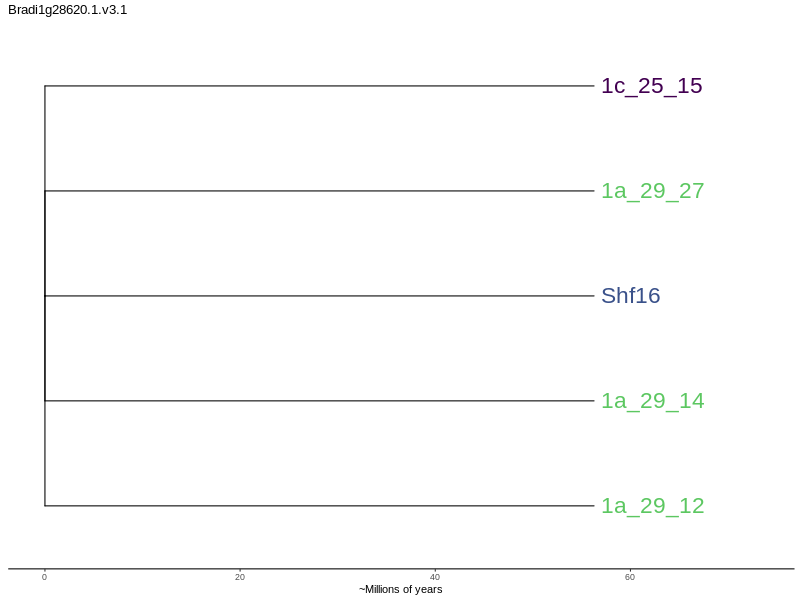 Bradi1g28620.1.v3.1
1c_25_15
1a_29_27
Shf16
1a_29_14
1a_29_12
0 20 40 60
~Millions of years